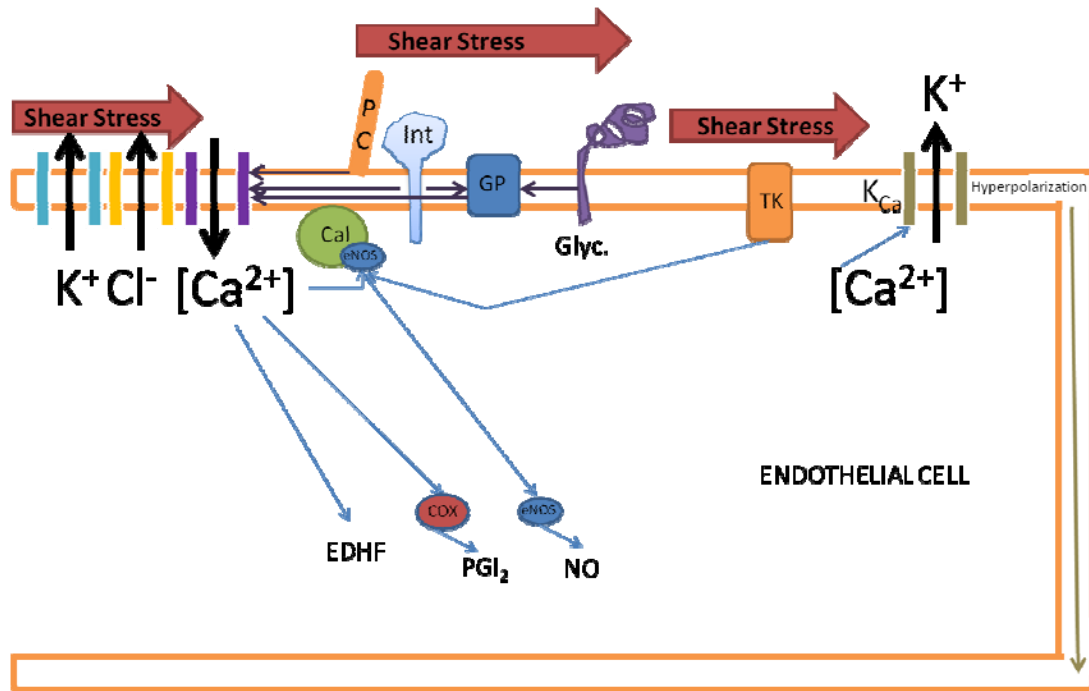 Shear Stress
Shear Stress
Shear Stress
K⁺
P
C
Int
GP
TK
K_Ca
Hyperpolarization
Cal
eNOS
Glyc.
K⁺ Cl⁻ [Ca²⁺]
[Ca²⁺]
ENDOTHELIAL CELL
COX
eNOS
EDHF
PGI₂
NO